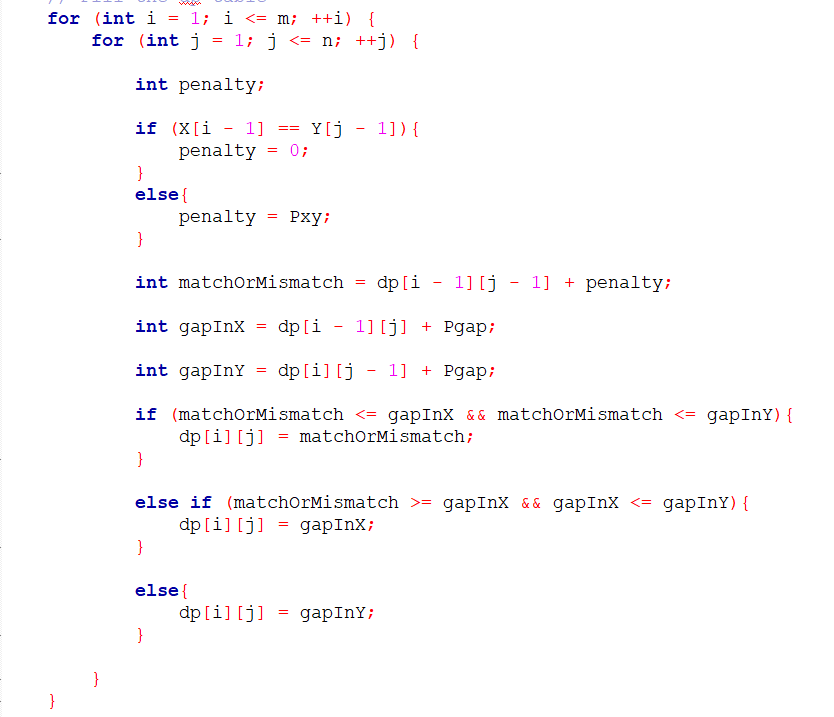 for (int i = 1; i <= m; ++i) {
for (int j = 1; j <= n; ++j) {
int penalty;
if (X[i - 1] == Y[j - 1]){
penalty = 0;
}
else{
penalty = Pxy;
}
int matchOrMismatch = dp[i - 1][j - 1] + penalty;
int gapInX = dp[i - 1][j] + Pgap;
int gapInY = dp[i][j - 1] + Pgap;
if (matchOrMismatch <= gapInX && matchOrMismatch <= gapInY){
dp[i][j] = matchOrMismatch;
}
else if (matchOrMismatch >= gapInX && gapInX <= gapInY){
dp[i][j] = gapInX;
}
else{
dp[i][j] = gapInY;
}
}
}